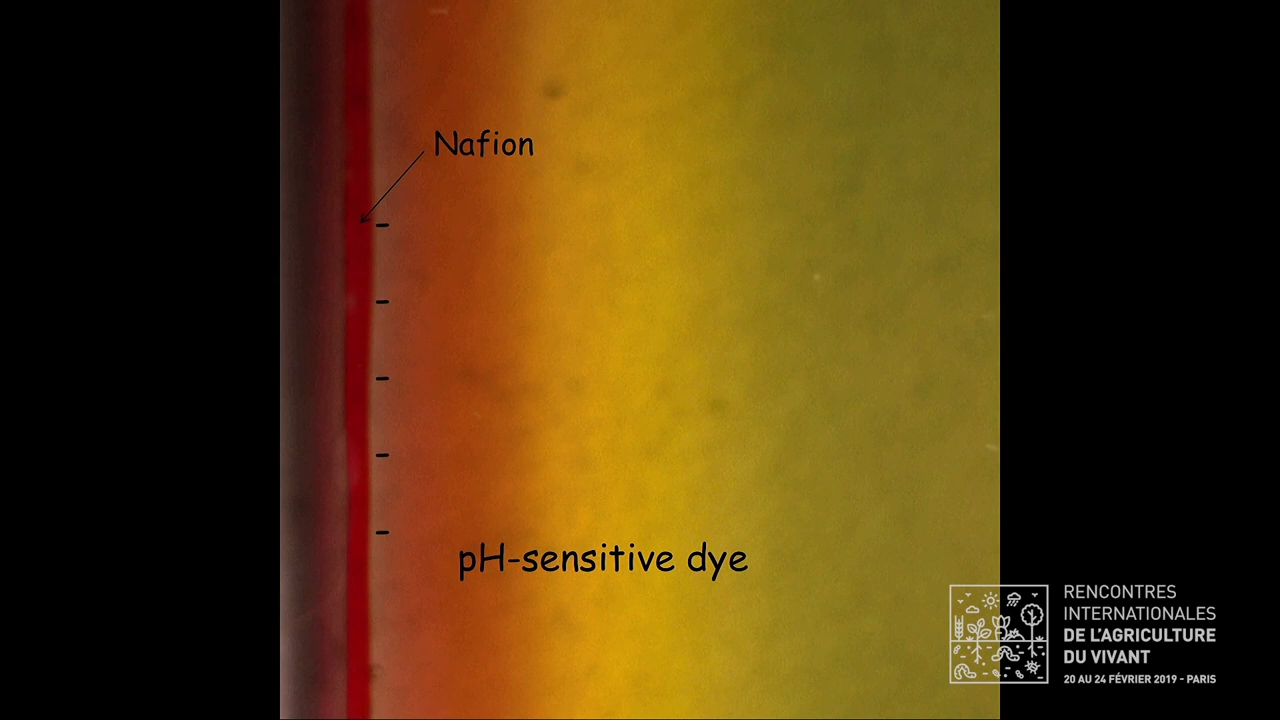 Nafion
pH-sensitive dye
RENCONTRES
INTERNATIONALES
DE L'AGRICULTURE
DU VIVANT
20 AU 24 FÉVRIER 2019 - PARIS